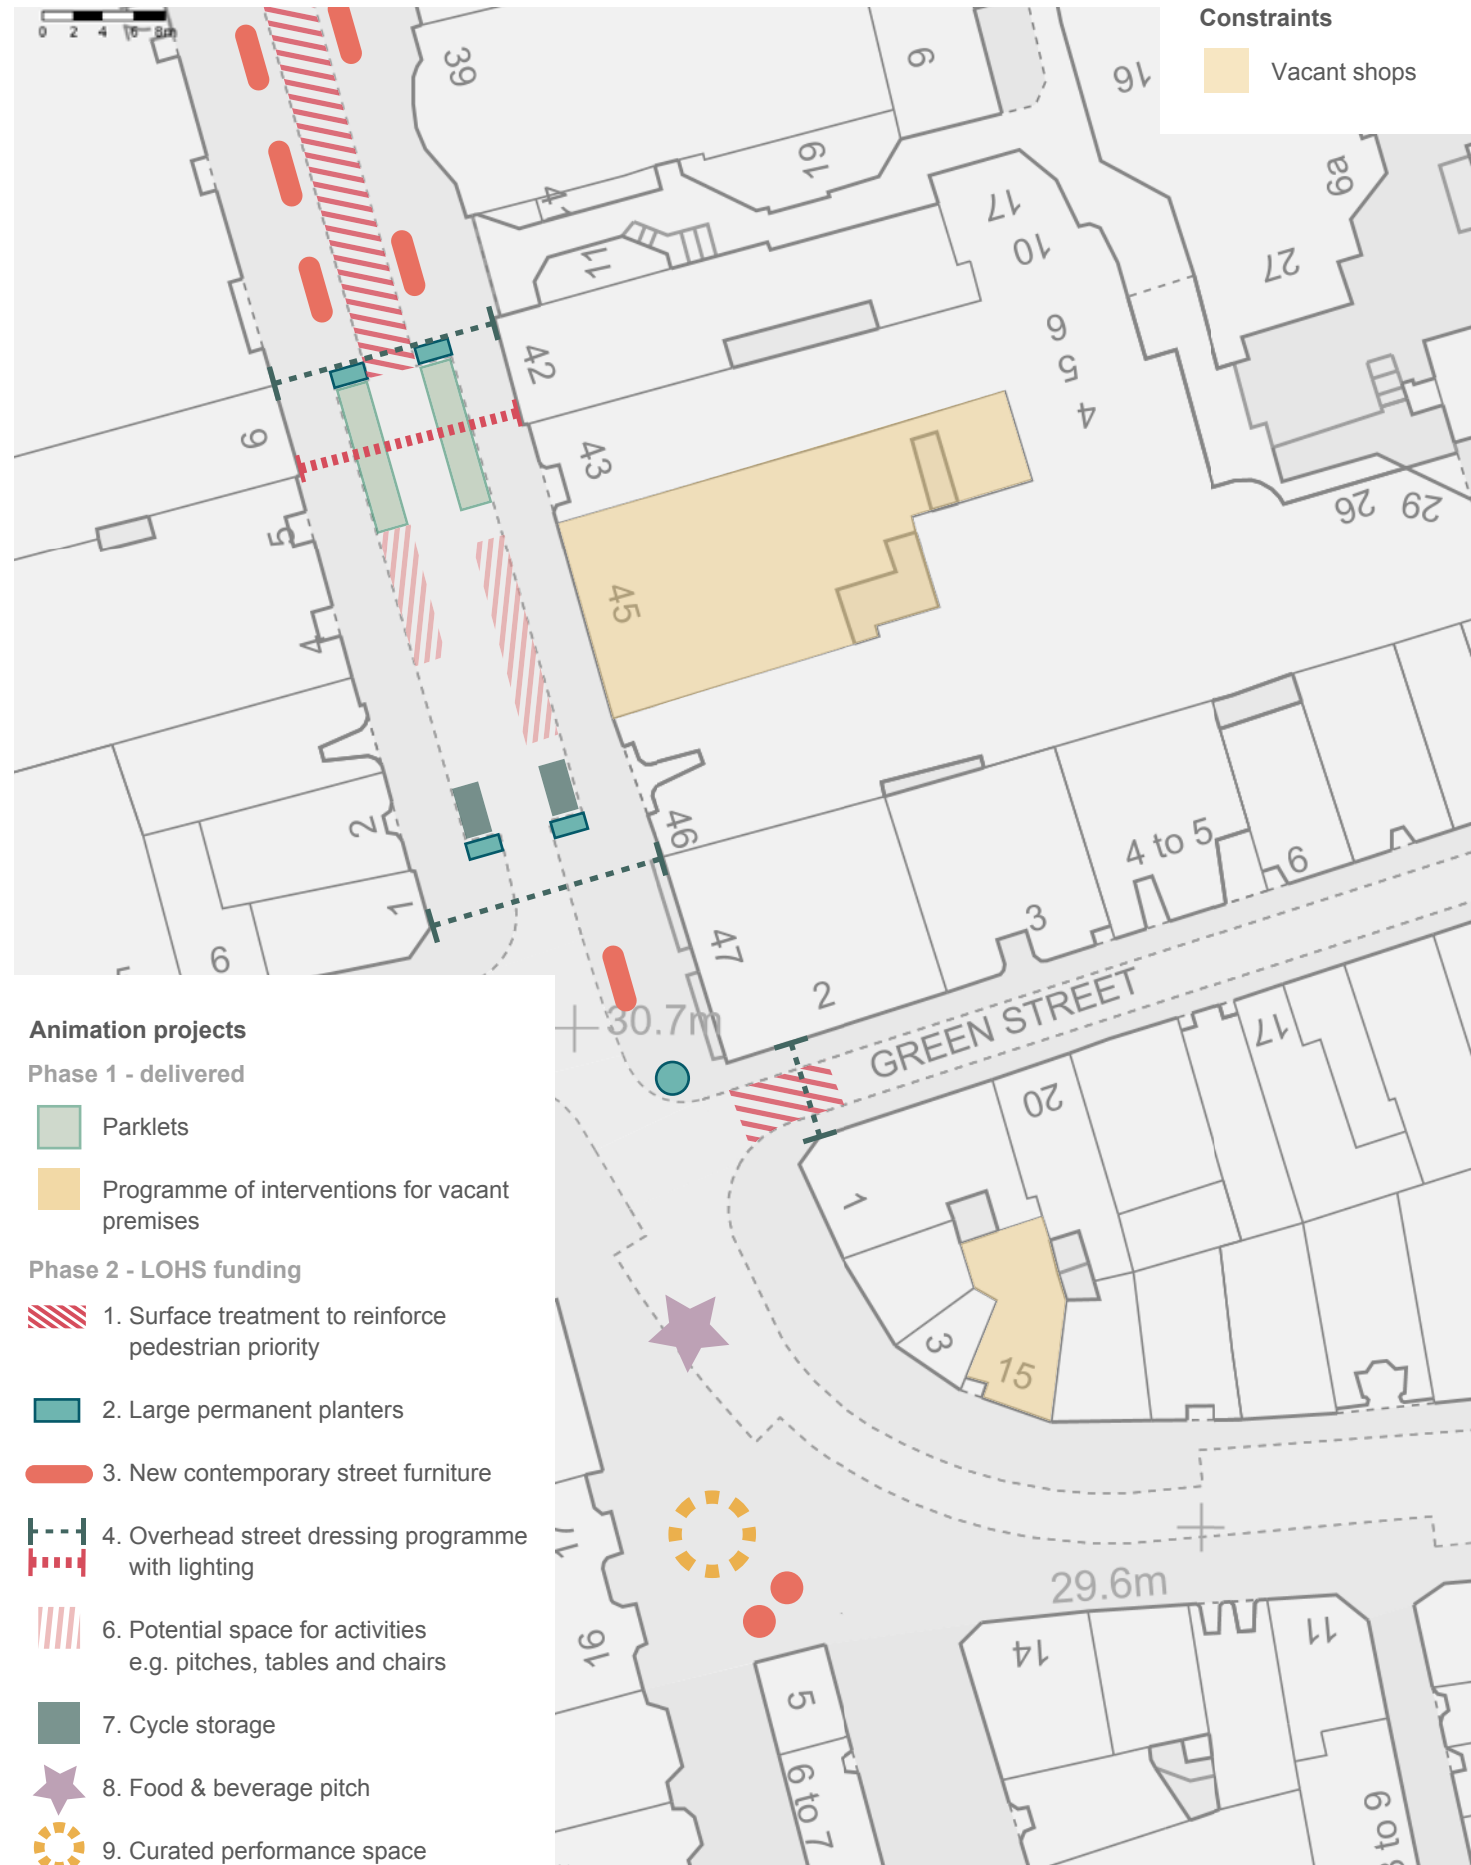 0 2 4 6 8m
Constraints
Vacant shops
39
9
16
19
6a
41
17
11
10
27
42
6
5
4
9
43
26
29
5
45
4
2
46
4 to 5
6
1
3
6
47
2
GREEN STREET
30.7m
17
20
1
3
15
29.6m
17
16
14
11
5
6 to 7
Animation projects
Phase 1 - delivered
Parklets
Programme of interventions for vacant
premises
Phase 2 - LOHS funding
1. Surface treatment to reinforce
pedestrian priority
2. Large permanent planters
3. New contemporary street furniture
4. Overhead street dressing programme
with lighting
6. Potential space for activities
e.g. pitches, tables and chairs
7. Cycle storage
8. Food & beverage pitch
9. Curated performance space